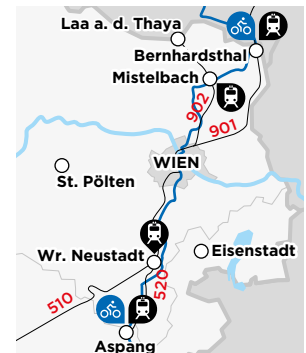 Laa a. d. Thaya
Bernhardsthal
Mistelbach
902
901
WIEN
St. Pölten
Wr. Neustadt
Eisenstadt
510
520
Aspang